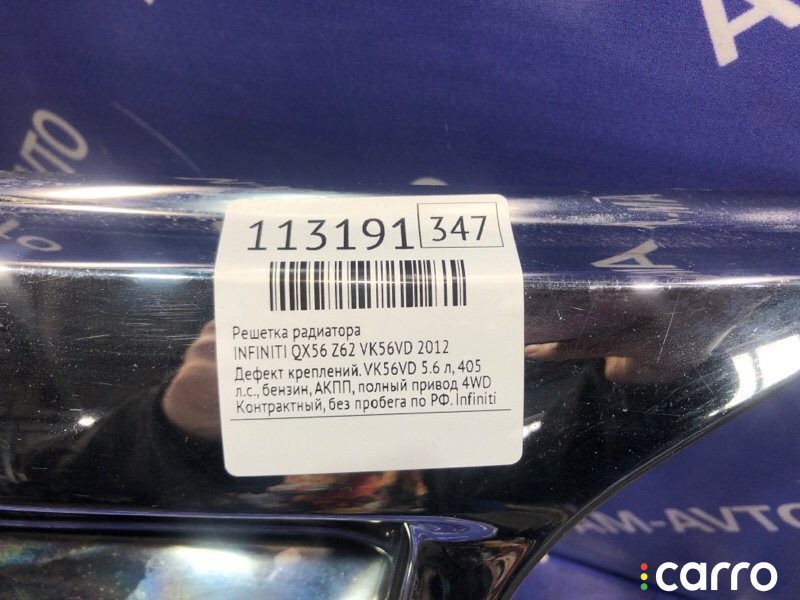 113191 347
Решетка радиатора
INFINITI QX56 Z62 VK56VD 2012
Дефект креплений. VK56VD 5.6 л, 405
л.с., бензин, АКПП, полный привод 4WD
Контрактный, без пробега по РФ. Infiniti
AM-АВТО
carro